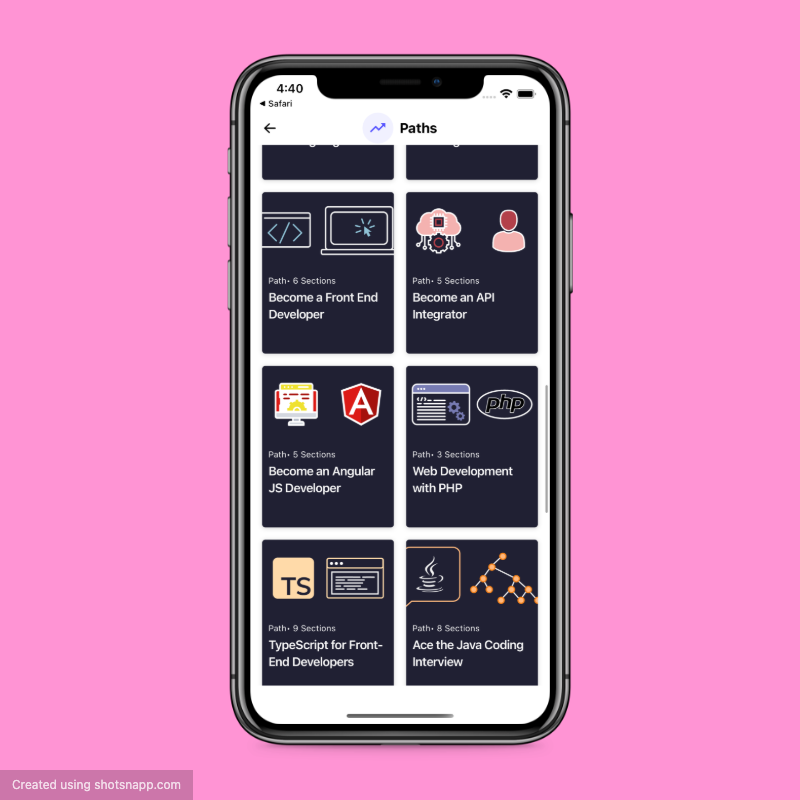 4:40
◀ Safari
Paths
Path• 6 Sections
Become a Front End
Developer
Path• 5 Sections
Become an API
Integrator
Path• 5 Sections
Become an Angular
JS Developer
php
Path• 3 Sections
Web Development
with PHP
TS
Path• 9 Sections
TypeScript for Front-
End Developers
Path• 8 Sections
Ace the Java Coding
Interview
Created using shotsnapp.com